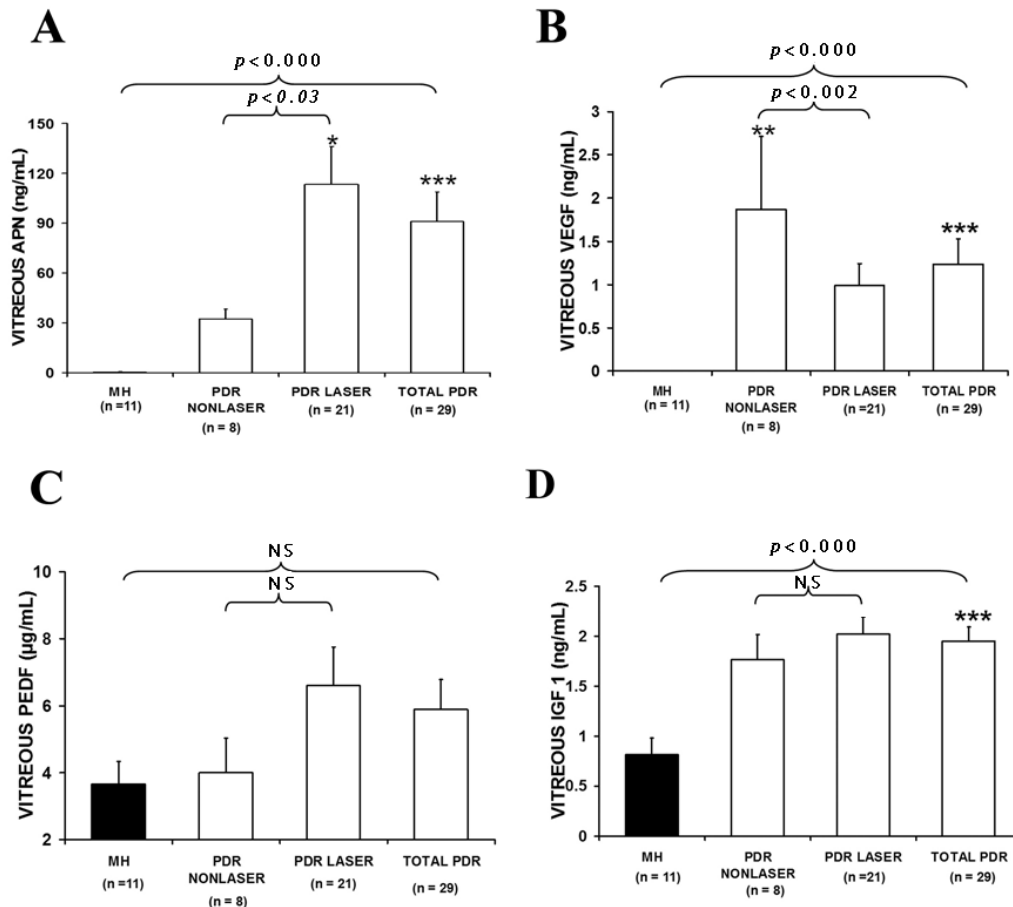 A
p<0.000
p<0.03
VITREOUS APN (ng/mL)
150
120
90
60
30
0
*
***
MH
(n =11)
PDR
NONLASER
(n = 8)
PDR LASER
(n = 21)
TOTAL PDR
(n = 29)
B
p<0.000
p<0.002
VITREOUS VEGF (ng/mL)
3
2.5
2
1.5
1
0.5
0
**
***
MH
(n = 11)
PDR
NONLASER
(n = 8)
PDR LASER
(n =21)
TOTAL PDR
(n = 29)
C
NS
NS
VITREOUS PEDF (µg/mL)
10
8
6
4
2
MH
(n =11)
PDR
NONLASER
(n = 8)
PDR LASER
(n = 21)
TOTAL PDR
(n = 29)
D
p<0.000
NS
VITREOUS IGF 1 (ng/mL)
2.5
2
1.5
1
0.5
0
***
MH
(n = 11)
PDR
NONLASER
(n = 8)
PDR LASER
(n =21)
TOTAL PDR
(n = 29)